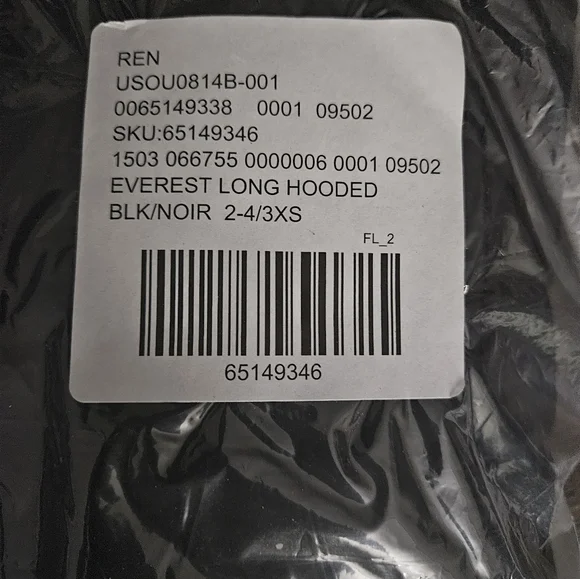 REN
USOU0814B-001
0065149338 0001 09502
SKU:65149346
1503 066755 0000006 0001 09502
EVEREST LONG HOODED
BLK/NOIR 2-4/3XS
FL_2
65149346